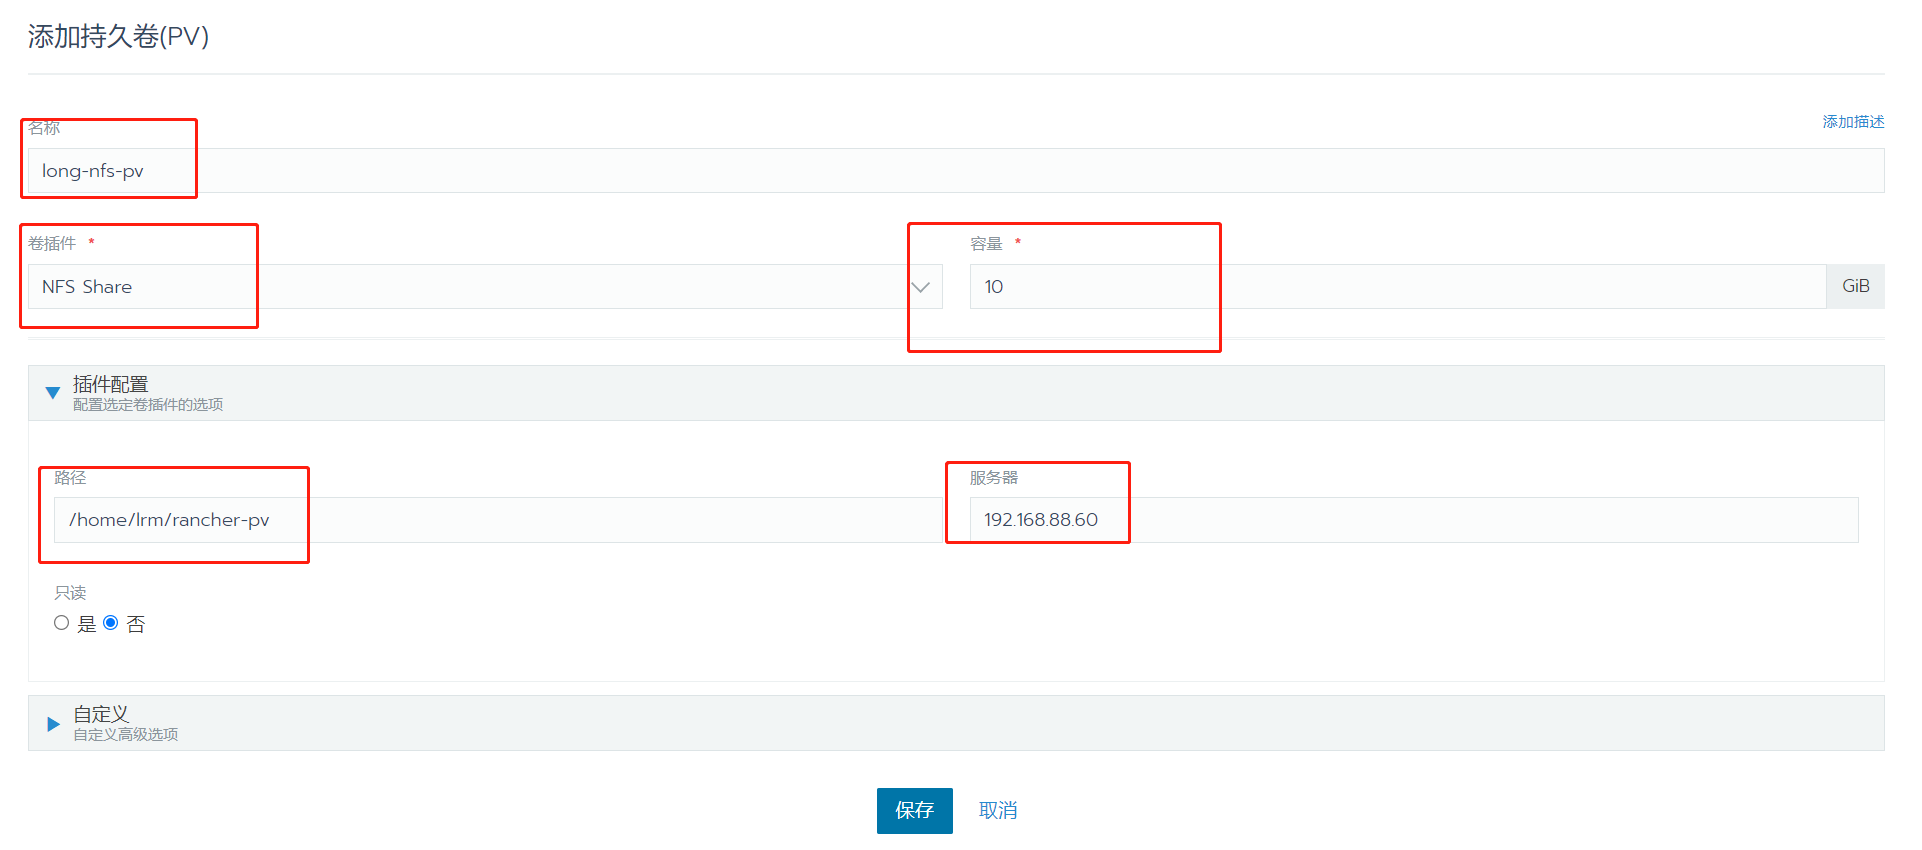 添加持久卷(PV)
名称
添加描述
long-nfs-pv
卷插件 *
容量 *
NFS Share
10
GiB
插件配置
配置选定卷插件的选项
路径
服务器
/home/lrm/rancher-pv
192.168.88.60
只读
是 否
自定义
自定义高级选项
保存
取消